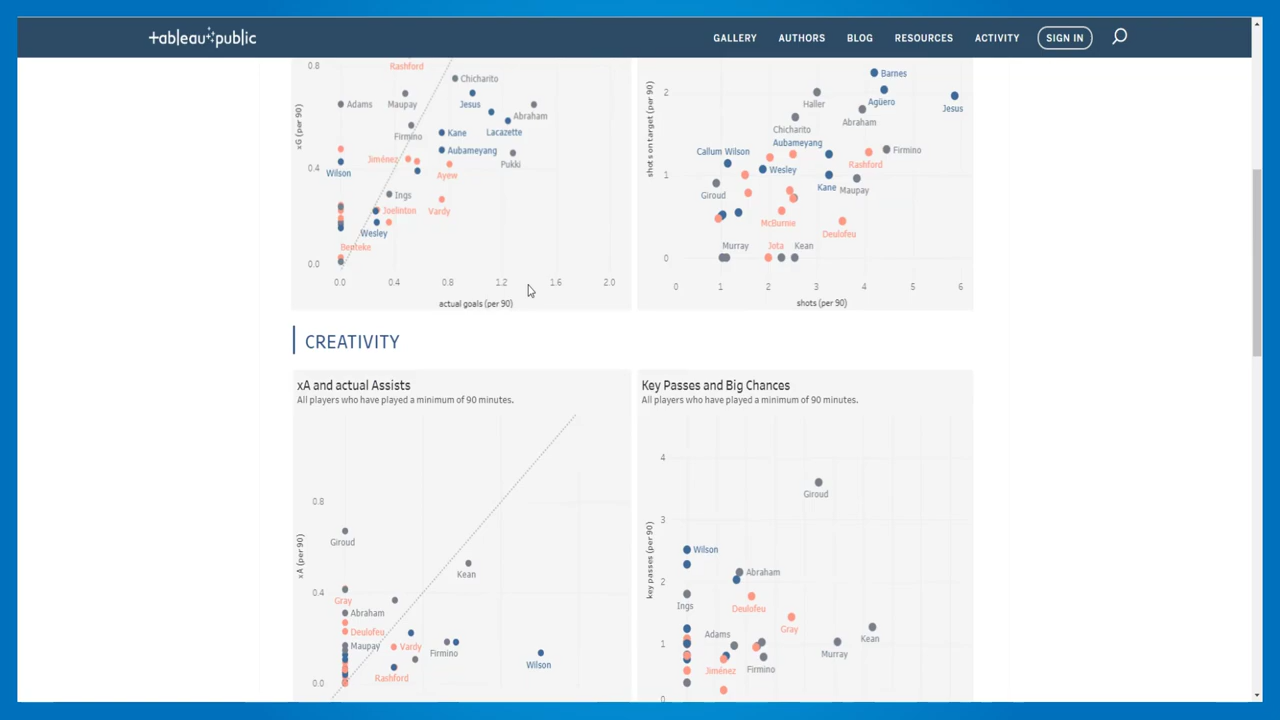 tableau public
GALLERY AUTHORS BLOG RESOURCES ACTIVITY SIGN IN
0.8
Rashford
Chicharito
Adams
Maupay
Jesus
Abraham
Firmino
Lacazette
Kane
xG (per 90)
0.4
Jiménez
Aubameyang
Pukki
Wilson
Ayew
Ings
Joelinton
Vardy
Wesley
Benteke
0.0
0.0 0.4 0.8 1.2 1.6 2.0
actual goals (per 90)
shots on target (per 90)
Barnes
2
Haller
Agüero
Jesus
Abraham
Chicharito
Aubameyang
Callum Wilson
Firmino
Rashford
Wesley
1
Giroud
Kane
Maupay
McBurnie
Deulofeu
Murray
Jota
Kean
0
0 1 2 3 4 5 6
shots (per 90)
CREATIVITY
xA and actual Assists
All players who have played a minimum of 90 minutes.
0.8
Giroud
xA (per 90)
Kean
0.4
Gray
Abraham
Deulofeu
Maupay
Vardy
Firmino
Wilson
Rashford
0.0
Key Passes and Big Chances
All players who have played a minimum of 90 minutes.
4
Giroud
3
key passes (per 90)
Wilson
Abraham
2
Ings
Deulofeu
Gray
Adams
Kean
1
Murray
Jiménez
Firmino
0